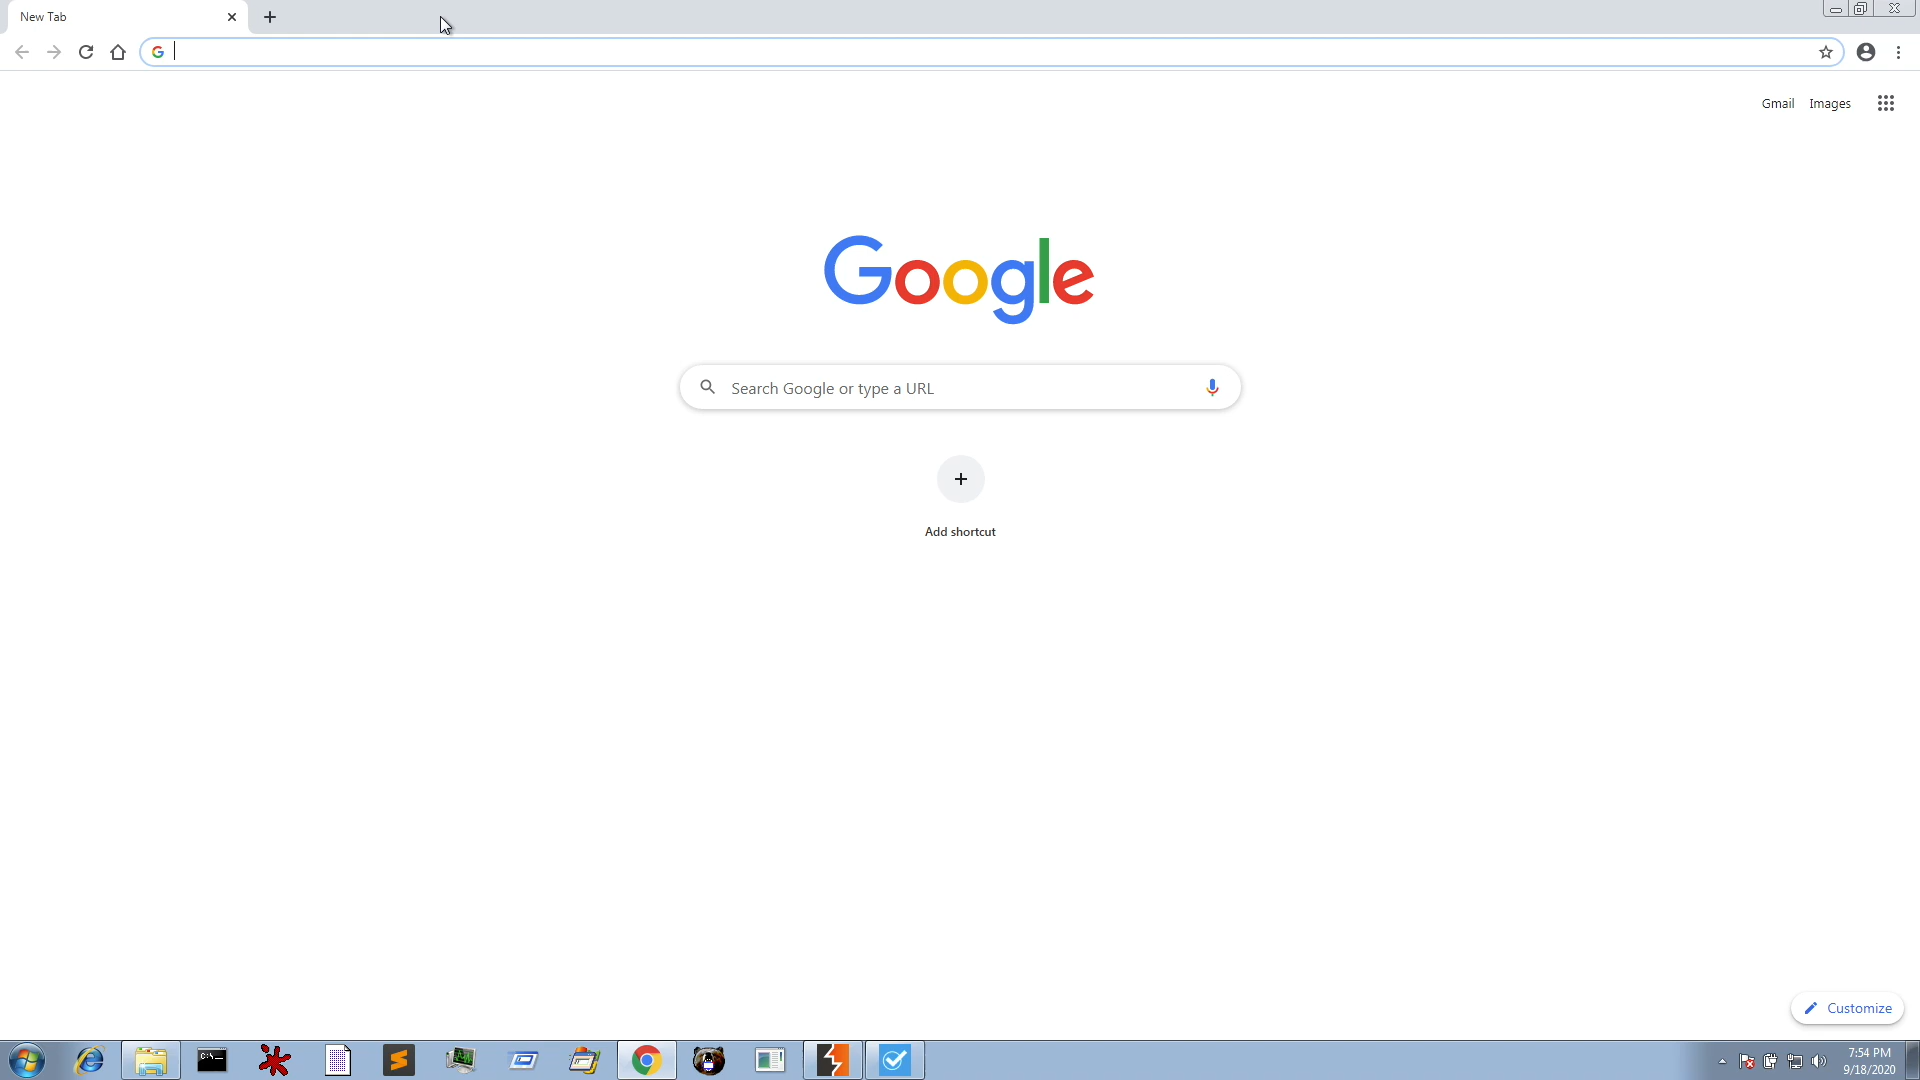 New Tab
Gmail Images
Google
Search Google or type a URL
Add shortcut
Customize
7:54 PM
9/18/2020